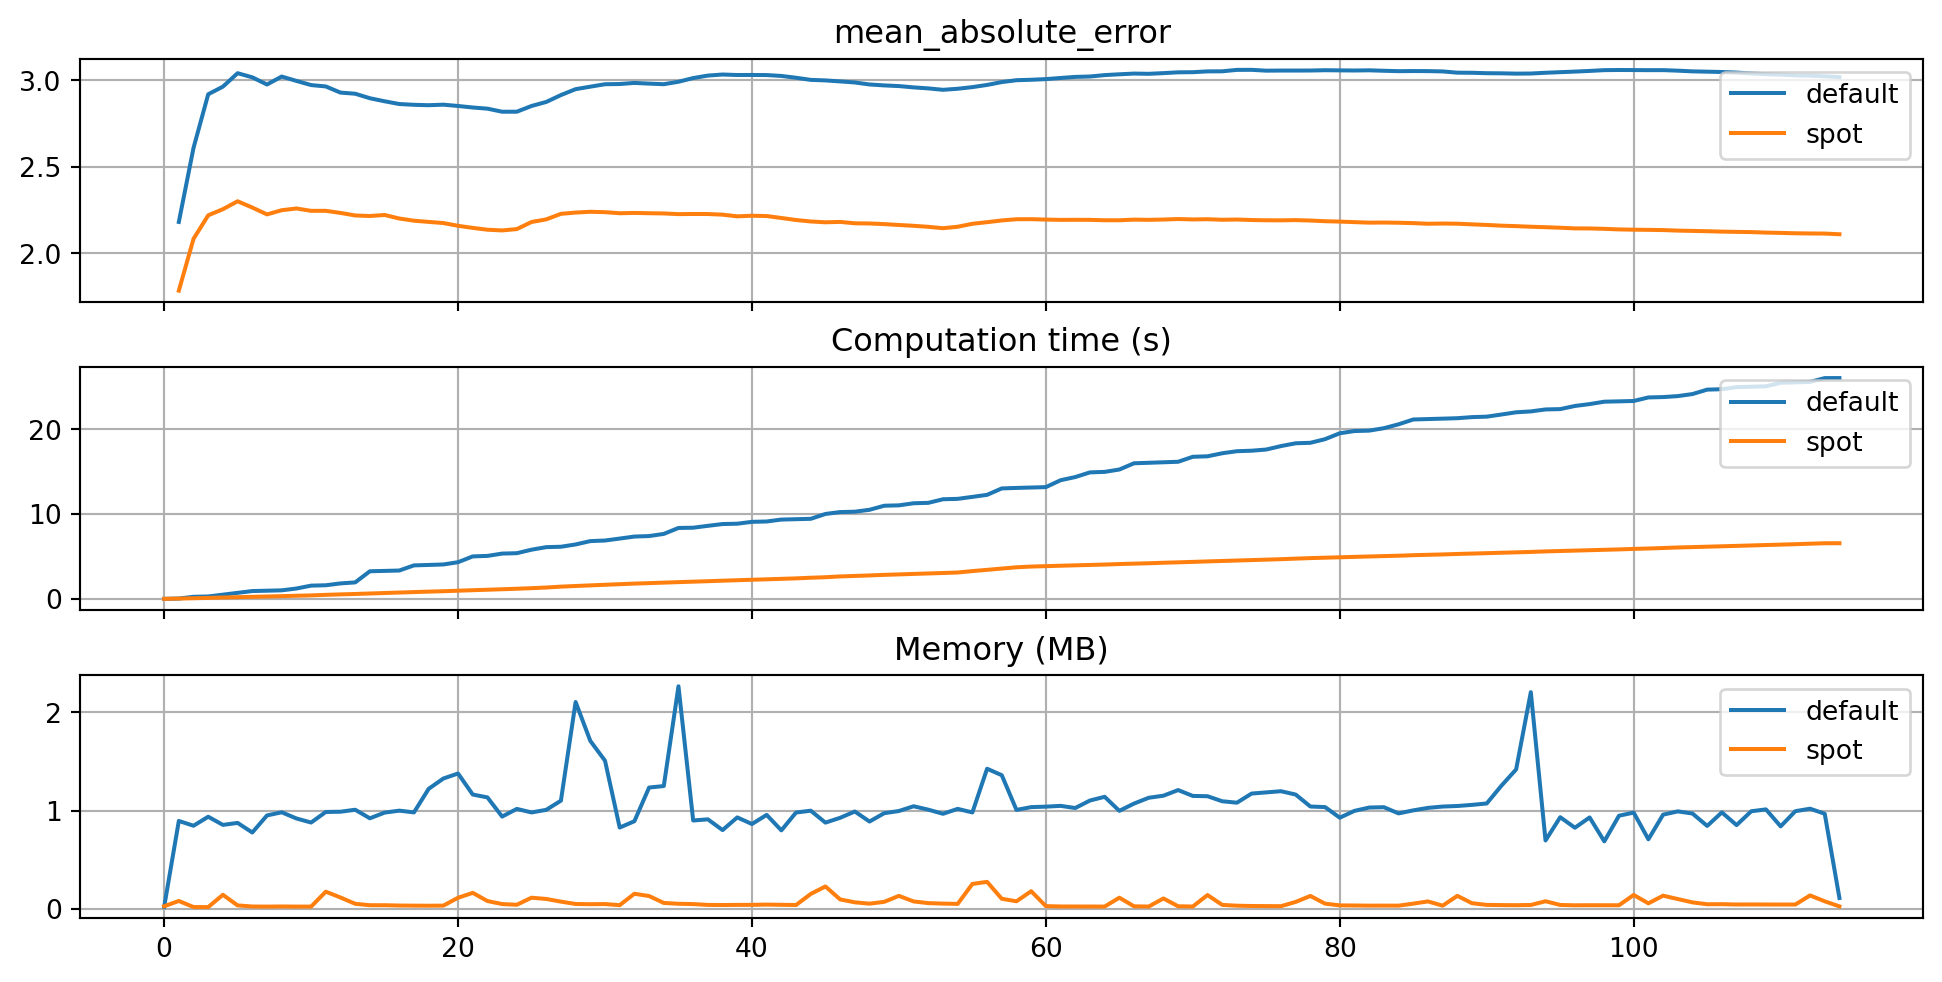 mean_absolute_error
3.0
2.5
2.0
default
spot
Computation time (s)
20
10
0
default
spot
Memory (MB)
2
1
0
default
spot
0 20 40 60 80 100